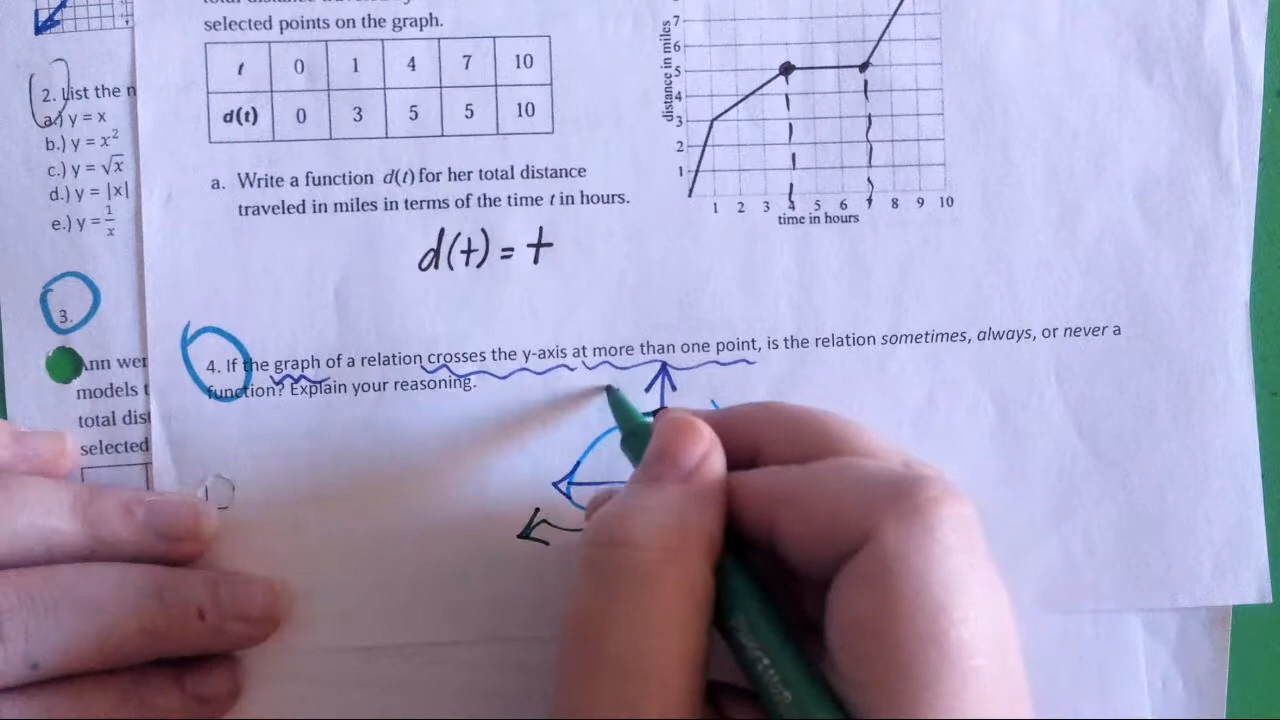 selected points on the graph.
t 0 1 4 7 10
d(t) 0 3 5 5 10
a. Write a function d(t) for her total distance
traveled in miles in terms of the time t in hours.
d(t) = t
distance in miles
7
6
5
4
3
2
1
1 2 3 4 5 6 7 8 9 10
time in hours
2. List the
a.) y = x
b.) y = x²
c.) y = √x
d.) y = |x|
e.) y = 1/x
3.
Ann wer
models
total dist
selected
4. If the graph of a relation crosses the y-axis at more than one point, is the relation sometimes, always, or never a
function? Explain your reasoning.